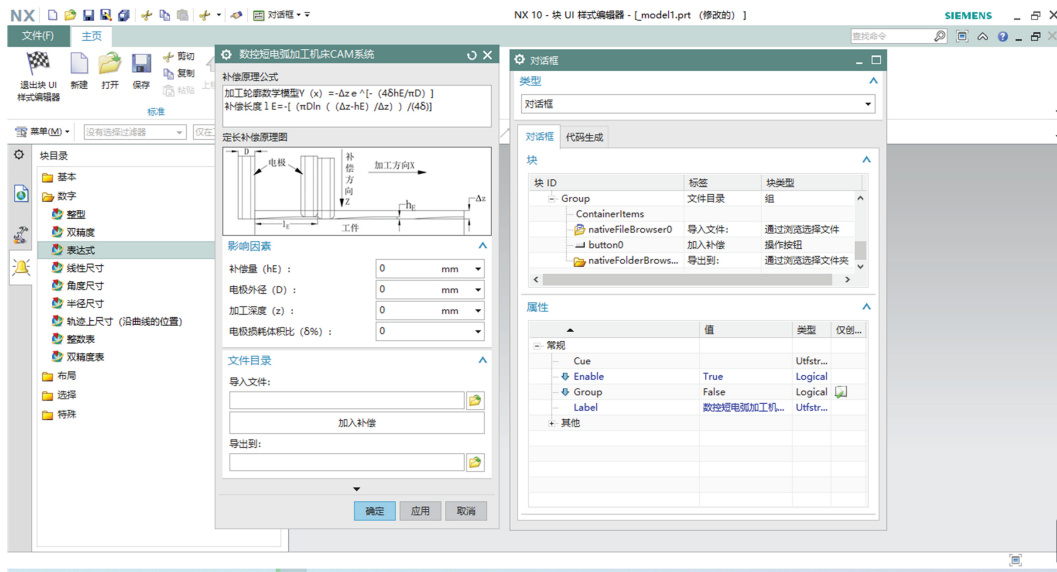 NX
对话框
NX 10 - 块 UI 样式编辑器 - [_model1.prt （修改的） ]
SIEMENS
文件(F)
主页
查找命令
退出块 UI
样式编辑器
新建
打开
保存
剪切
复制
粘贴
标准
菜单(M)
没有选择过滤器
块目录
基本
数字
整型
双精度
表达式
线性尺寸
角度尺寸
半径尺寸
轨迹上尺寸（沿曲线的位置）
整数表
双精度表
布局
选择
特殊
数控短电弧加工机床CAM系统
补偿原理公式
加工轮廓数学模型Y（x）=-Δz e ^[-（4δhE/πD）]
补偿长度 l E=-[（πDln（（Δz-hE）/Δz））/(4δ)]
定长补偿原理图
D
电极
补偿方向Z
加工方向X
hE
Δz
lE
工件
影响因素
补偿量（hE）:
0
mm
电极外径（D）:
0
mm
加工深度（z）:
0
mm
电极损耗体积比（δ%）:
0
文件目录
导入文件:
加入补偿
导出到:
确定
应用
取消
对话框
类型
对话框
对话框
代码生成
块
块 ID
标签
块类型
Group
文件目录
组
ContainerItems
nativeFileBrowser0
导入文件:
通过浏览选择文件
button0
加入补偿
操作按钮
nativeFolderBrows...
导出到:
通过浏览选择文件夹
属性
值
类型
仅创...
常规
Cue
Utfstr...
Enable
True
Logical
Group
False
Logical
Label
数控短电弧加工机...
Utfstr...
其他